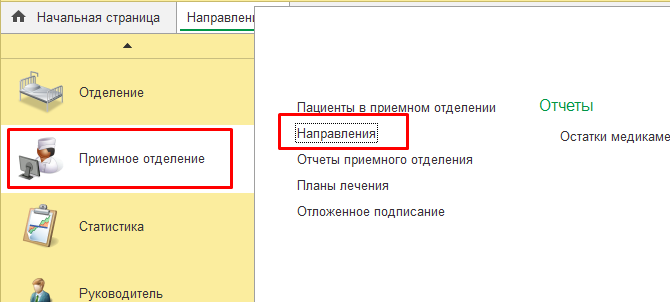 Начальная страница
Направлен
Отделение
Приемное отделение
Статистика
Руководитель
Пациенты в приемном отделении
Направления
Отчеты приемного отделения
Планы лечения
Отложенное подписание
Отчеты
Остатки медикаме